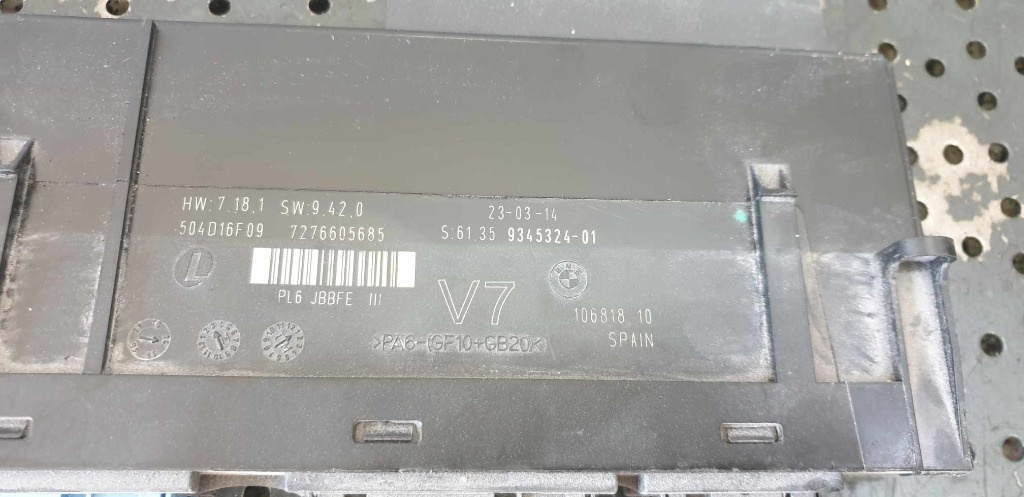 HW:7.18.1 SW:9.42.0 23-03-14
504D16F09 7276605685 S:61.35 9345324-01
L BMW
PL6 JBBFE III
V7
106818 10
>PA6-(GF10+GB20)< SPAIN